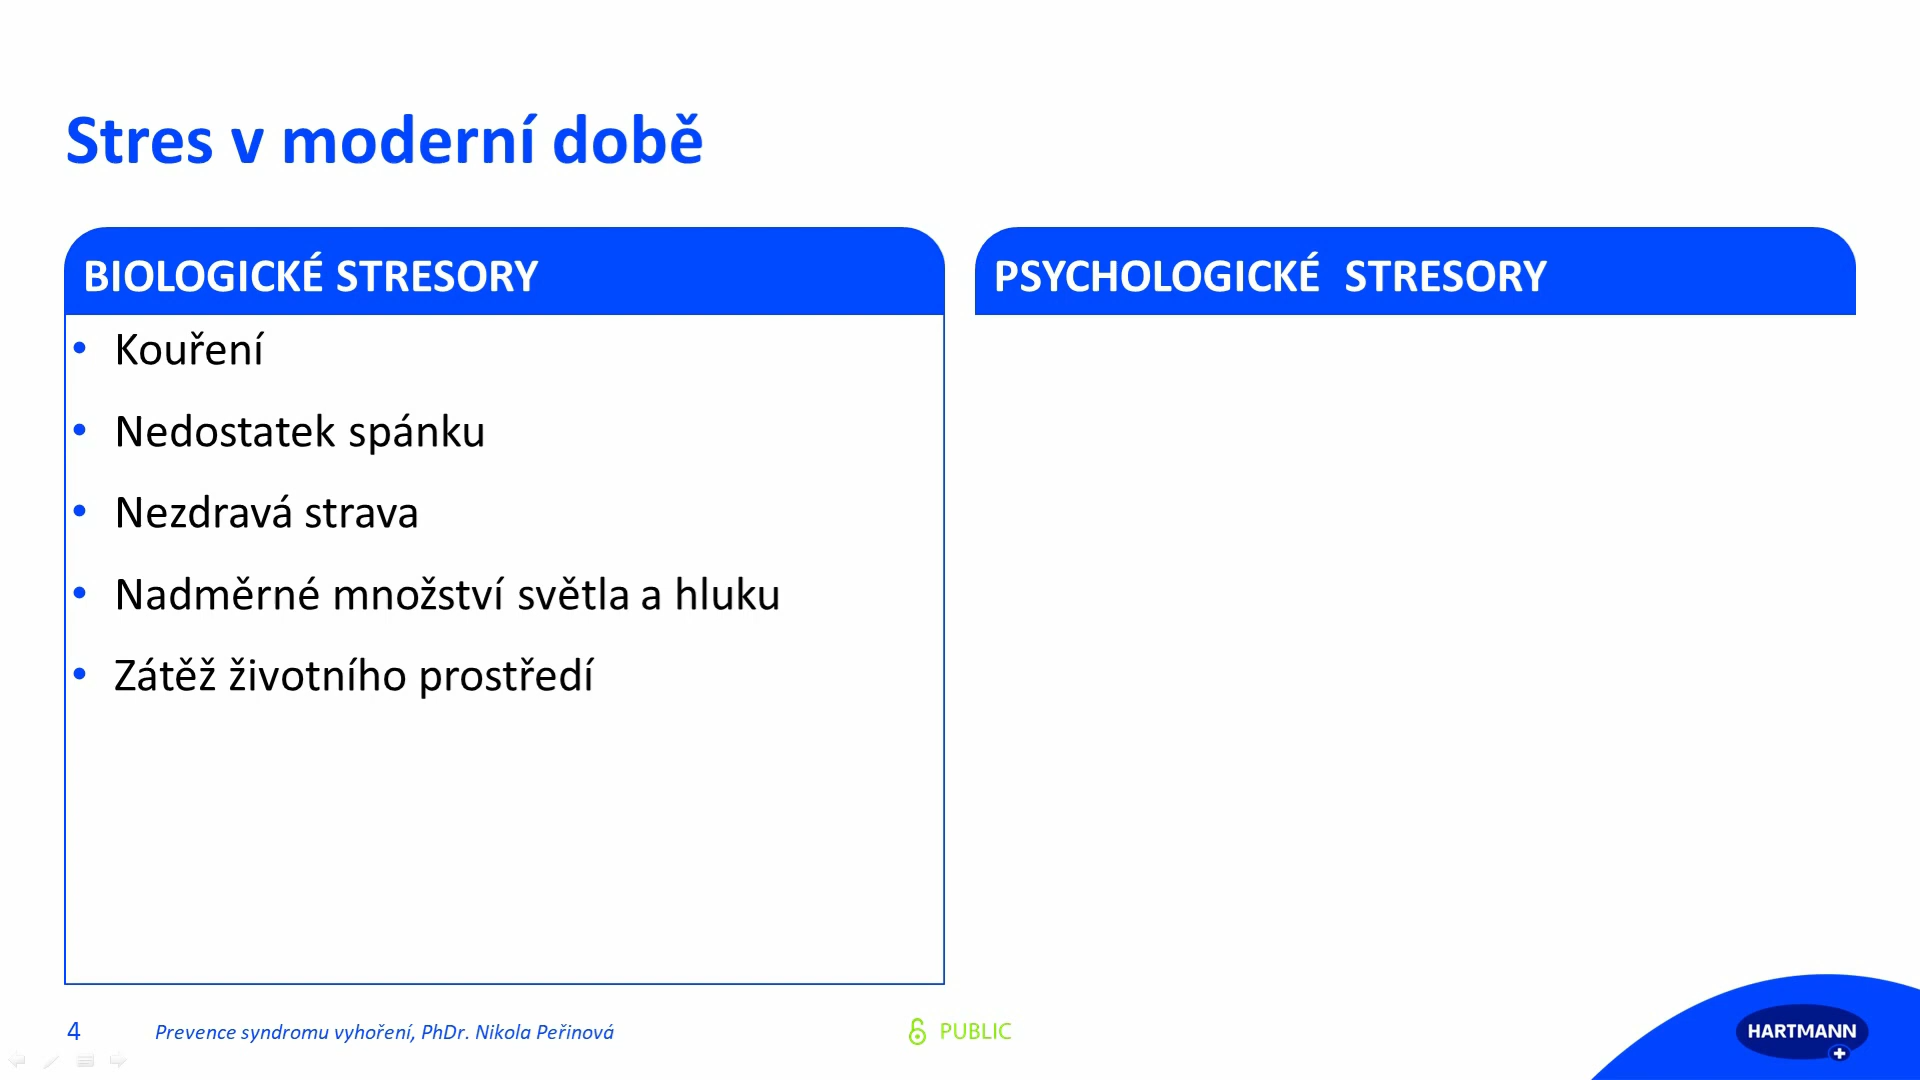 Stres v moderní době
BIOLOGICKÉ STRESORY
• Kouření
• Nedostatek spánku
• Nezdravá strava
• Nadměrné množství světla a hluku
• Zátěž životního prostředí
PSYCHOLOGICKÉ  STRESORY
4
Prevence syndromu vyhoření, PhDr. Nikola Peřinová
PUBLIC
HARTMANN